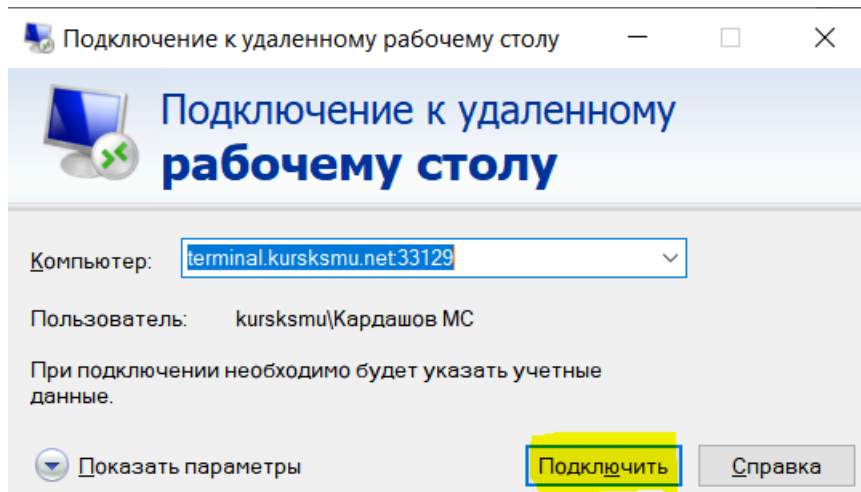 Подключение к удаленному рабочему столу
Подключение к удаленному
рабочему столу
Компьютер: terminal.kursksmu.net:33129
Пользователь: kursksmu\Кардашов МС
При подключении необходимо будет указать учетные
данные.
Показать параметры Подключить Справка